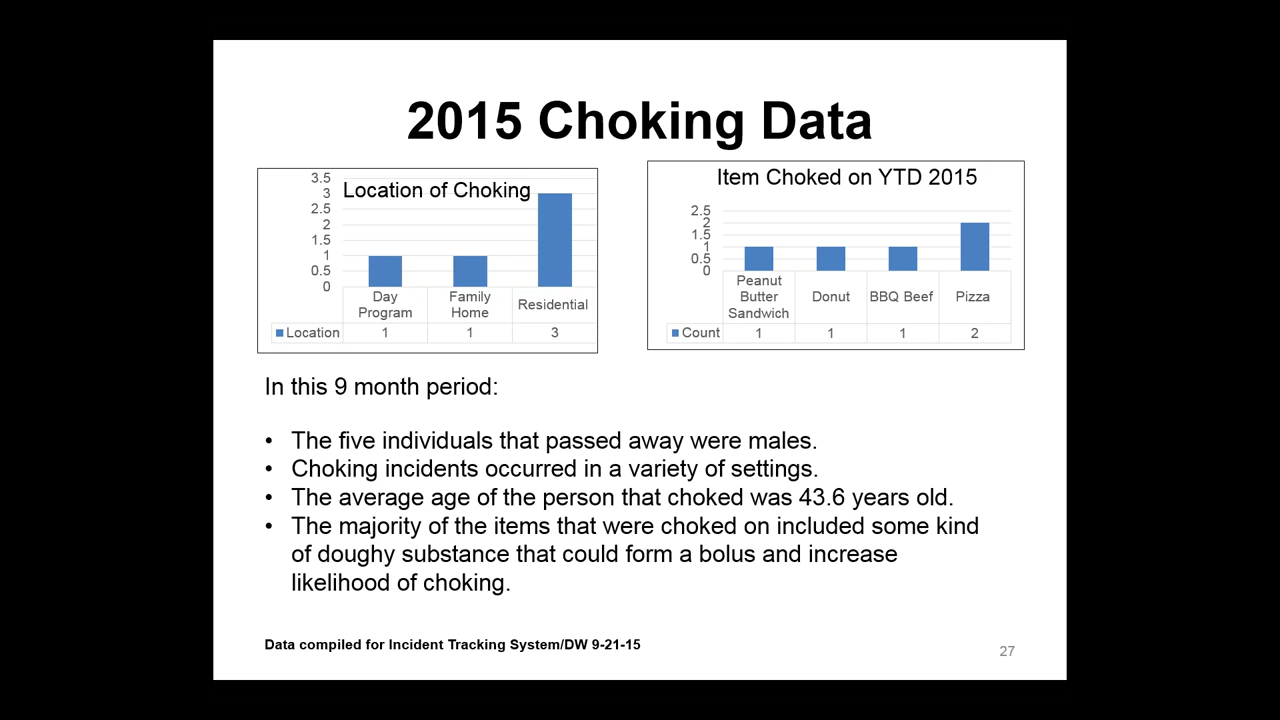 2015 Choking Data
Location of Choking
3.5
3
2.5
2
1.5
1
0.5
0
Day Program
Family Home
Residential
Location 1 1 3
Item Choked on YTD 2015
2.5
2
1.5
1
0.5
0
Peanut Butter Sandwich
Donut
BBQ Beef
Pizza
Count 1 1 1 2
In this 9 month period:
• The five individuals that passed away were males.
• Choking incidents occurred in a variety of settings.
• The average age of the person that choked was 43.6 years old.
• The majority of the items that were choked on included some kind
of doughy substance that could form a bolus and increase
likelihood of choking.
Data compiled for Incident Tracking System/DW 9-21-15
27